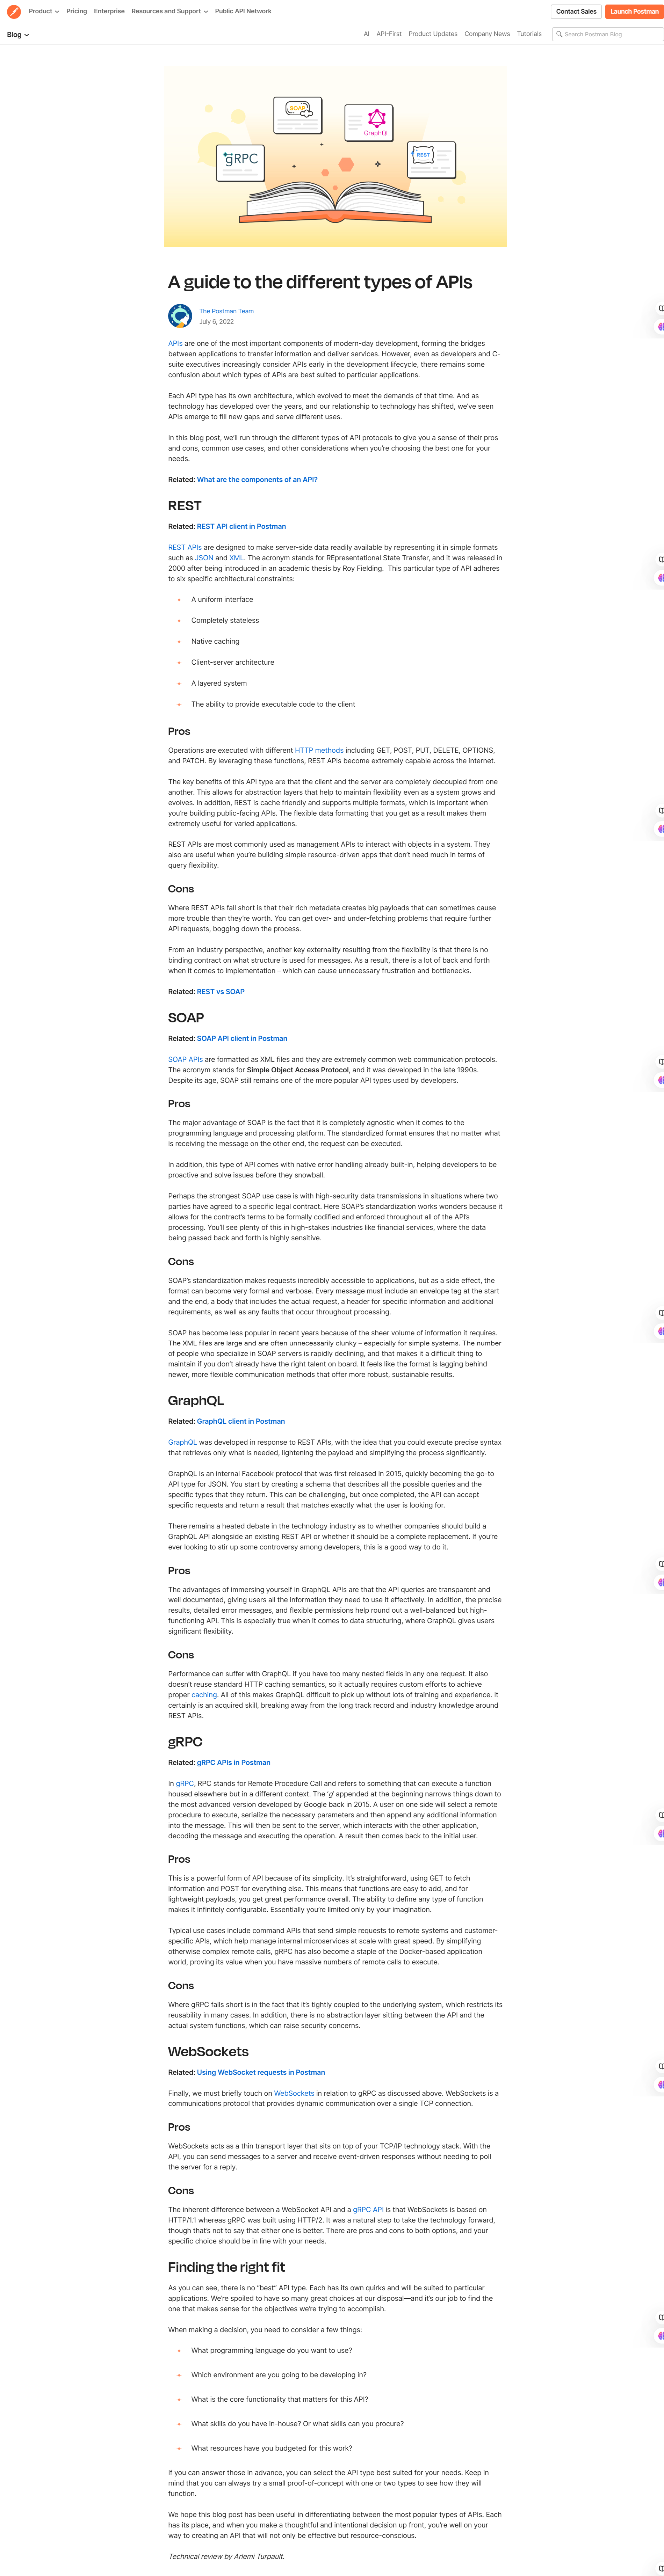 Product Pricing Enterprise Resources and Support Public API Network Contact Sales Launch Postman
Blog AI API-First Product Updates Company News Tutorials Search Postman Blog
SOAP
GraphQL
gRPC
REST
A guide to the different types of APIs
The Postman Team
July 6, 2022
APIs are one of the most important components of modern-day development, forming the bridges
between applications to transfer information and deliver services. However, even as developers and C-
suite executives increasingly consider APIs early in the development lifecycle, there remains some
confusion about which types of APIs are best suited to particular applications.
Each API type has its own architecture, which evolved to meet the demands of that time. And as
technology has developed over the years, and our relationship to technology has shifted, we've seen
APIs emerge to fill new gaps and serve different uses.
In this blog post, we'll run through the different types of API protocols to give you a sense of their pros
and cons, common use cases, and other considerations when you're choosing the best one for your
needs.
Related: What are the components of an API?
REST
Related: REST API client in Postman
REST APIs are designed to make server-side data readily available by representing it in simple formats
such as JSON and XML. The acronym stands for REpresentational State Transfer, and it was released in
2000 after being introduced in an academic thesis by Roy Fielding. This particular type of API adheres
to six specific architectural constraints:
+ A uniform interface
+ Completely stateless
+ Native caching
+ Client-server architecture
+ A layered system
+ The ability to provide executable code to the client
Pros
Operations are executed with different HTTP methods including GET, POST, PUT, DELETE, OPTIONS,
and PATCH. By leveraging these functions, REST APIs become extremely capable across the internet.
The key benefits of this API type are that the client and the server are completely decoupled from one
another. This allows for abstraction layers that help to maintain flexibility even as a system grows and
evolves. In addition, REST is cache friendly and supports multiple formats, which is important when
you're building public-facing APIs. The flexible data formatting that you get as a result makes them
extremely useful for varied applications.
REST APIs are most commonly used as management APIs to interact with objects in a system. They
also are useful when you're building simple resource-driven apps that don't need much in terms of
query flexibility.
Cons
Where REST APIs fall short is that their rich metadata creates big payloads that can sometimes cause
more trouble than they're worth. You can get over- and under-fetching problems that require further
API requests, bogging down the process.
From an industry perspective, another key externality resulting from the flexibility is that there is no
binding contract on what structure is used for messages. As a result, there is a lot of back and forth
when it comes to implementation – which can cause unnecessary frustration and bottlenecks.
Related: REST vs SOAP
SOAP
Related: SOAP API client in Postman
SOAP APIs are formatted as XML files and they are extremely common web communication protocols.
The acronym stands for Simple Object Access Protocol, and it was developed in the late 1990s.
Despite its age, SOAP still remains one of the more popular API types used by developers.
Pros
The major advantage of SOAP is the fact that it is completely agnostic when it comes to the
programming language and processing platform. The standardized format ensures that no matter what
is receiving the message on the other end, the request can be executed.
In addition, this type of API comes with native error handling already built-in, helping developers to be
proactive and solve issues before they snowball.
Perhaps the strongest SOAP use case is with high-security data transmissions in situations where two
parties have agreed to a specific legal contract. Here SOAP's standardization works wonders because it
allows for the contract's terms to be formally codified and enforced throughout all of the API's
processing. You'll see plenty of this in high-stakes industries like financial services, where the data
being passed back and forth is highly sensitive.
Cons
SOAP's standardization makes requests incredibly accessible to applications, but as a side effect, the
format can become very formal and verbose. Every message must include an envelope tag at the start
and the end, a body that includes the actual request, a header for specific information and additional
requirements, as well as any faults that occur throughout processing.
SOAP has become less popular in recent years because of the sheer volume of information it requires.
The XML files are large and are often unnecessarily clunky – especially for simple systems. The number
of people who specialize in SOAP servers is rapidly declining, and that makes it a difficult thing to
maintain if you don't already have the right talent on board. It feels like the format is lagging behind
newer, more flexible communication methods that offer more robust, sustainable results.
GraphQL
Related: GraphQL client in Postman
GraphQL was developed in response to REST APIs, with the idea that you could execute precise syntax
that retrieves only what is needed, lightening the payload and simplifying the process significantly.
GraphQL is an internal Facebook protocol that was first released in 2015, quickly becoming the go-to
API type for JSON. You start by creating a schema that describes all the possible queries and the
specific types that they return. This can be challenging, but once completed, the API can accept
specific requests and return a result that matches exactly what the user is looking for.
There remains a heated debate in the technology industry as to whether companies should build a
GraphQL API alongside an existing REST API or whether it should be a complete replacement. If you're
ever looking to stir up some controversy among developers, this is a good way to do it.
Pros
The advantages of immersing yourself in GraphQL APIs are that the API queries are transparent and
well documented, giving users all the information they need to use it effectively. In addition, the precise
results, detailed error messages, and flexible permissions help round out a well-balanced but high-
functioning API. This is especially true when it comes to data structuring, where GraphQL gives users
significant flexibility.
Cons
Performance can suffer with GraphQL if you have too many nested fields in any one request. It also
doesn't reuse standard HTTP caching semantics, so it actually requires custom efforts to achieve
proper caching. All of this makes GraphQL difficult to pick up without lots of training and experience. It
certainly is an acquired skill, breaking away from the long track record and industry knowledge around
REST APIs.
gRPC
Related: gRPC APIs in Postman
In gRPC, RPC stands for Remote Procedure Call and refers to something that can execute a function
housed elsewhere but in a different context. The 'g' appended at the beginning narrows things down to
the most advanced version developed by Google back in 2015. A user on one side will select a remote
procedure to execute, serialize the necessary parameters and then append any additional information
into the message. This will then be sent to the server, which interacts with the other application,
decoding the message and executing the operation. A result then comes back to the initial user.
Pros
This is a powerful form of API because of its simplicity. It's straightforward, using GET to fetch
information and POST for everything else. This means that functions are easy to add, and for
lightweight payloads, you get great performance overall. The ability to define any type of function
makes it infinitely configurable. Essentially you're limited only by your imagination.
Typical use cases include command APIs that send simple requests to remote systems and customer-
specific APIs, which help manage internal microservices at scale with great speed. By simplifying
otherwise complex remote calls, gRPC has also become a staple of the Docker-based application
world, proving its value when you have massive numbers of remote calls to execute.
Cons
Where gRPC falls short is in the fact that it's tightly coupled to the underlying system, which restricts its
reusability in many cases. In addition, there is no abstraction layer sitting between the API and the
actual system functions, which can raise security concerns.
WebSockets
Related: Using WebSocket requests in Postman
Finally, we must briefly touch on WebSockets in relation to gRPC as discussed above. WebSockets is a
communications protocol that provides dynamic communication over a single TCP connection.
Pros
WebSockets acts as a thin transport layer that sits on top of your TCP/IP technology stack. With the
API, you can send messages to a server and receive event-driven responses without needing to poll
the server for a reply.
Cons
The inherent difference between a WebSocket API and a gRPC API is that WebSockets is based on
HTTP/1.1 whereas gRPC was built using HTTP/2. It was a natural step to take the technology forward,
though that's not to say that either one is better. There are pros and cons to both options, and your
specific choice should be in line with your needs.
Finding the right fit
As you can see, there is no "best" API type. Each has its own quirks and will be suited to particular
applications. We're spoiled to have so many great choices at our disposal—and it's our job to find the
one that makes sense for the objectives we're trying to accomplish.
When making a decision, you need to consider a few things:
+ What programming language do you want to use?
+ Which environment are you going to be developing in?
+ What is the core functionality that matters for this API?
+ What skills do you have in-house? Or what skills can you procure?
+ What resources have you budgeted for this work?
If you can answer those in advance, you can select the API type best suited for your needs. Keep in
mind that you can always try a small proof-of-concept with one or two types to see how they will
function.
We hope this blog post has been useful in differentiating between the most popular types of APIs. Each
has its place, and when you make a thoughtful and intentional decision up front, you're well on your
way to creating an API that will not only be effective but resource-conscious.
Technical review by Arlemi Turpault.